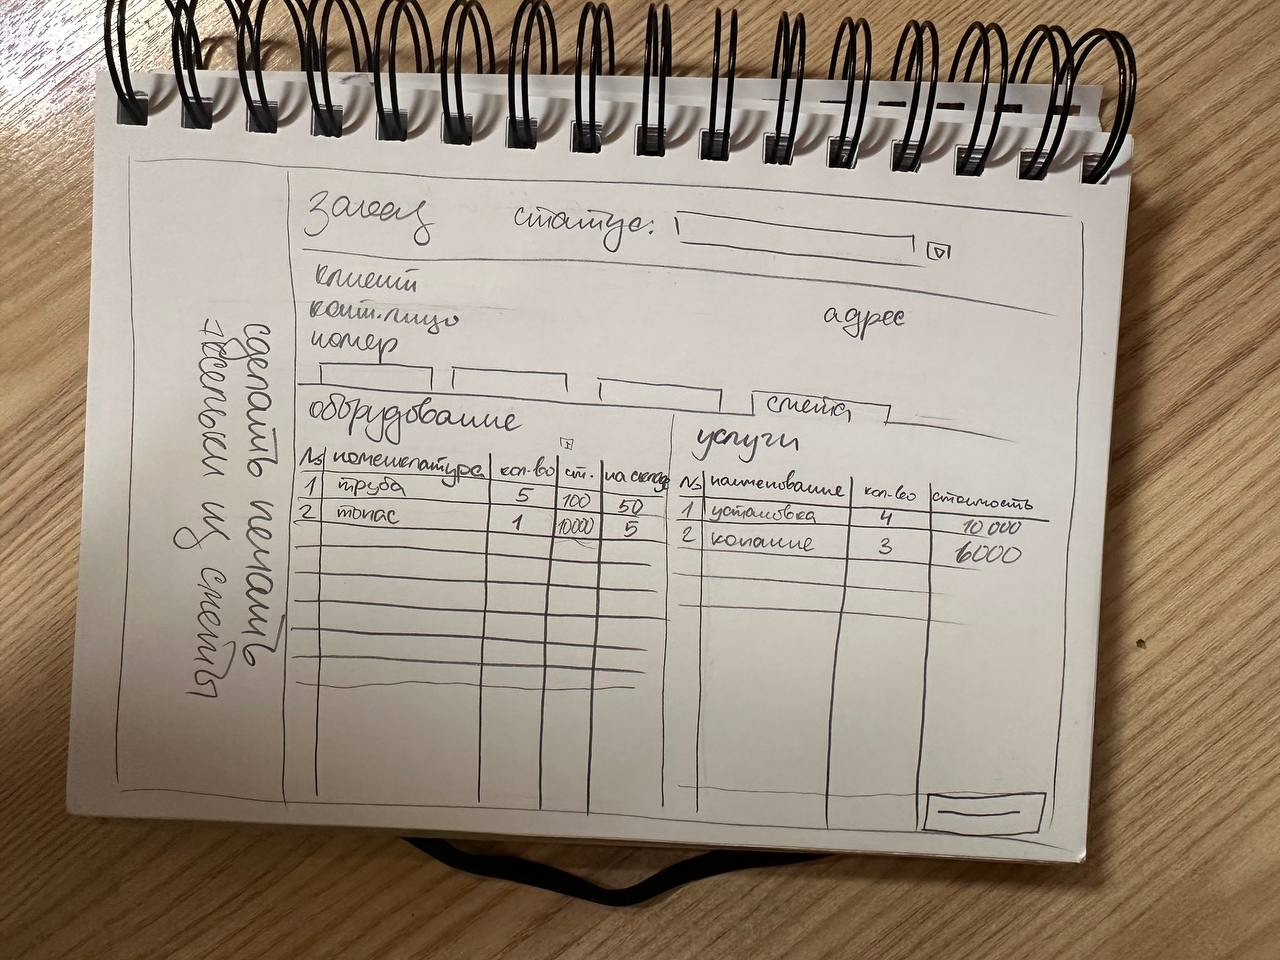 заказ статус:
клиент
конт.лицо адрес
номер
смета
оборудование
№ номенклатура кол-во ст. на складе
1 труба 5 100 50
2 топас 1 10000 5
услуги
№ наименование кол-во стоимость
1 установка 4 10 000
2 копание 3 6000
сделать печать
эксельки из сметы